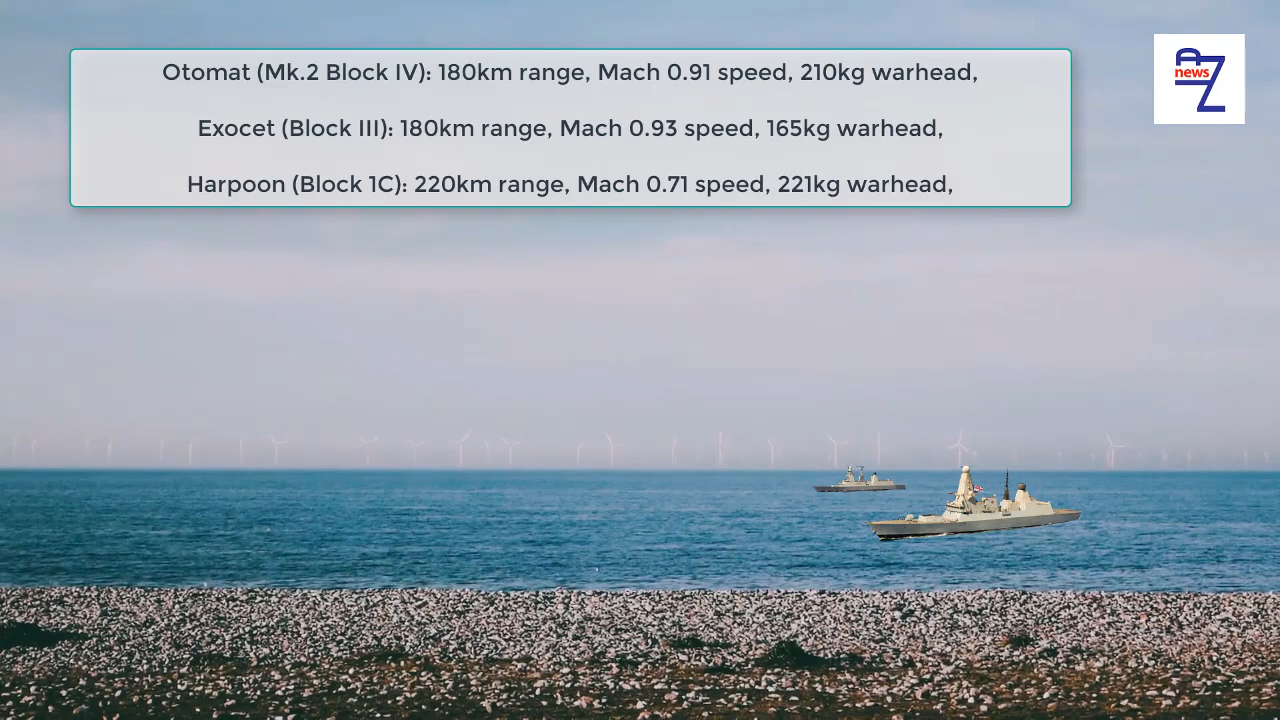 Otomat (Mk.2 Block IV): 180km range, Mach 0.91 speed, 210kg warhead,
Exocet (Block III): 180km range, Mach 0.93 speed, 165kg warhead,
Harpoon (Block 1C): 220km range, Mach 0.71 speed, 221kg warhead,
AZ
news